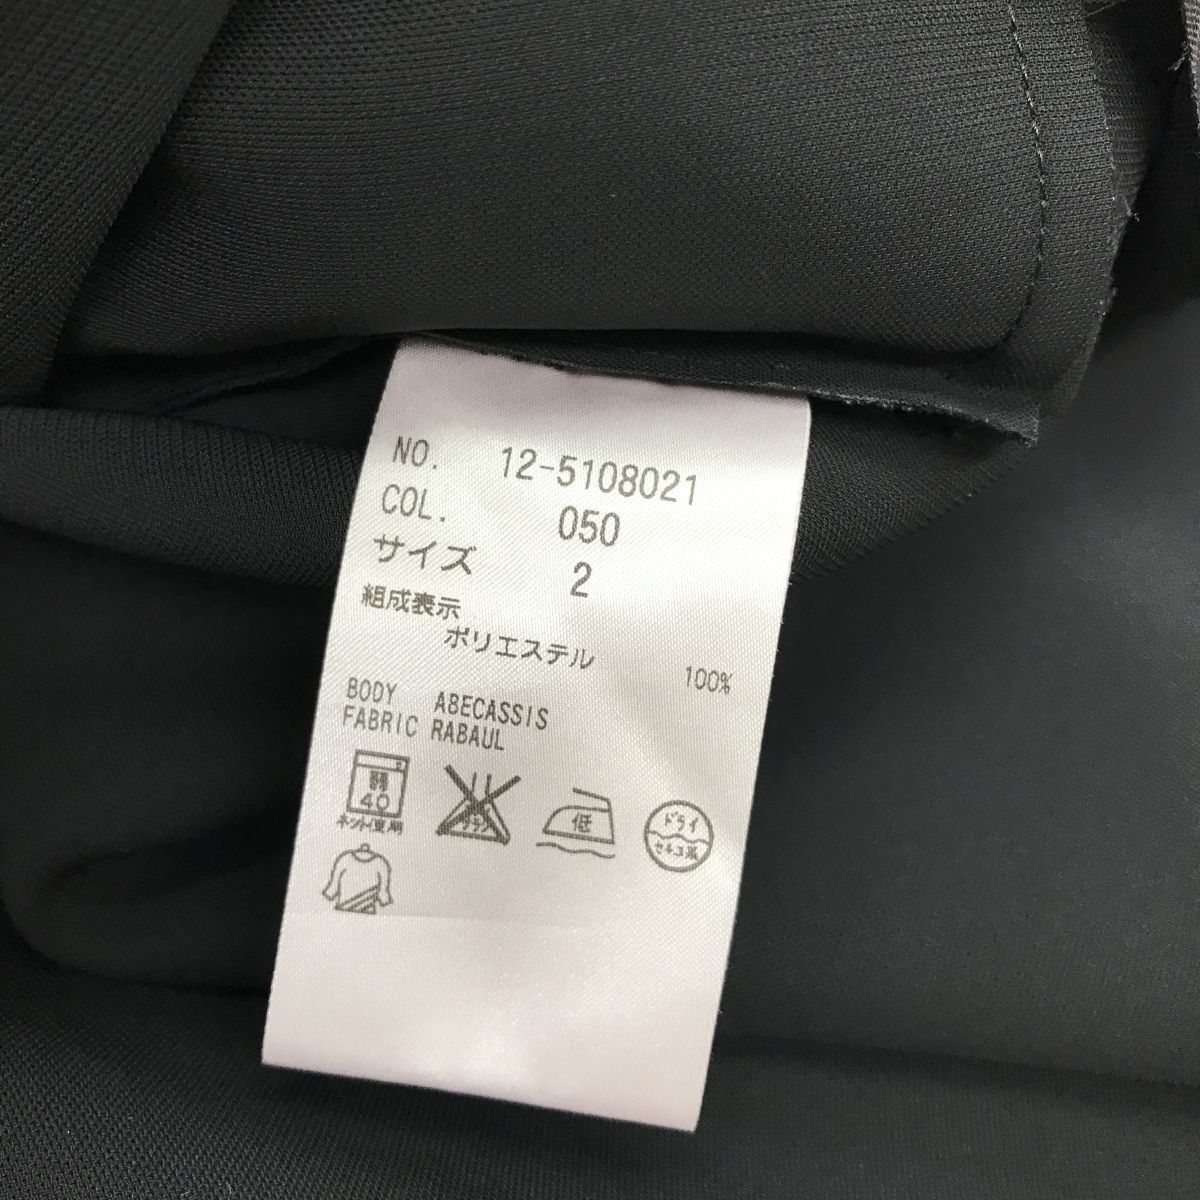 NO. 12-5108021
COL. 050
サイズ 2
組成表示
ポリエステル 100%
BODY ABECASSIS
FABRIC RABAUL
弱
40
ネット使用
低
ドライ
セキユ系